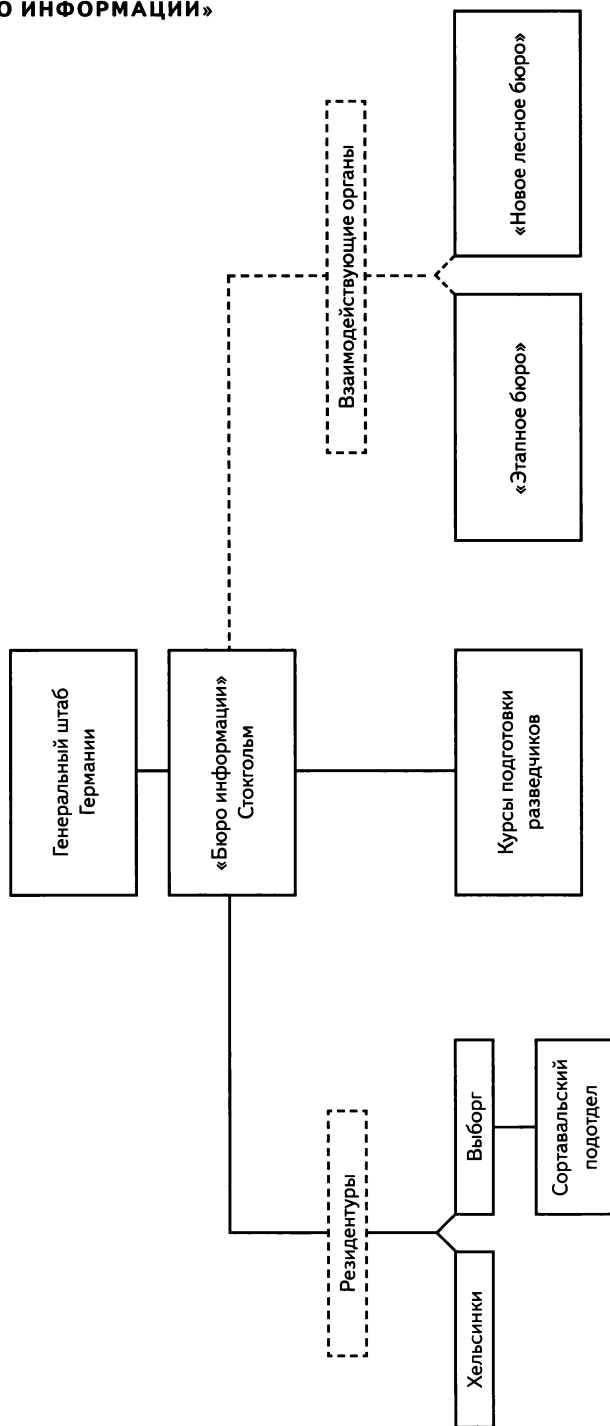 О ИНФОРМАЦИИ»
Генеральный штаб
Германии
«Бюро информации»
Стокгольм
Резидентуры
Взаимодействующие органы
Хельсинки
Выборг
Сортавальский
подотдел
Курсы подготовки
разведчиков
«Этапное бюро»
«Новое лесное бюро»